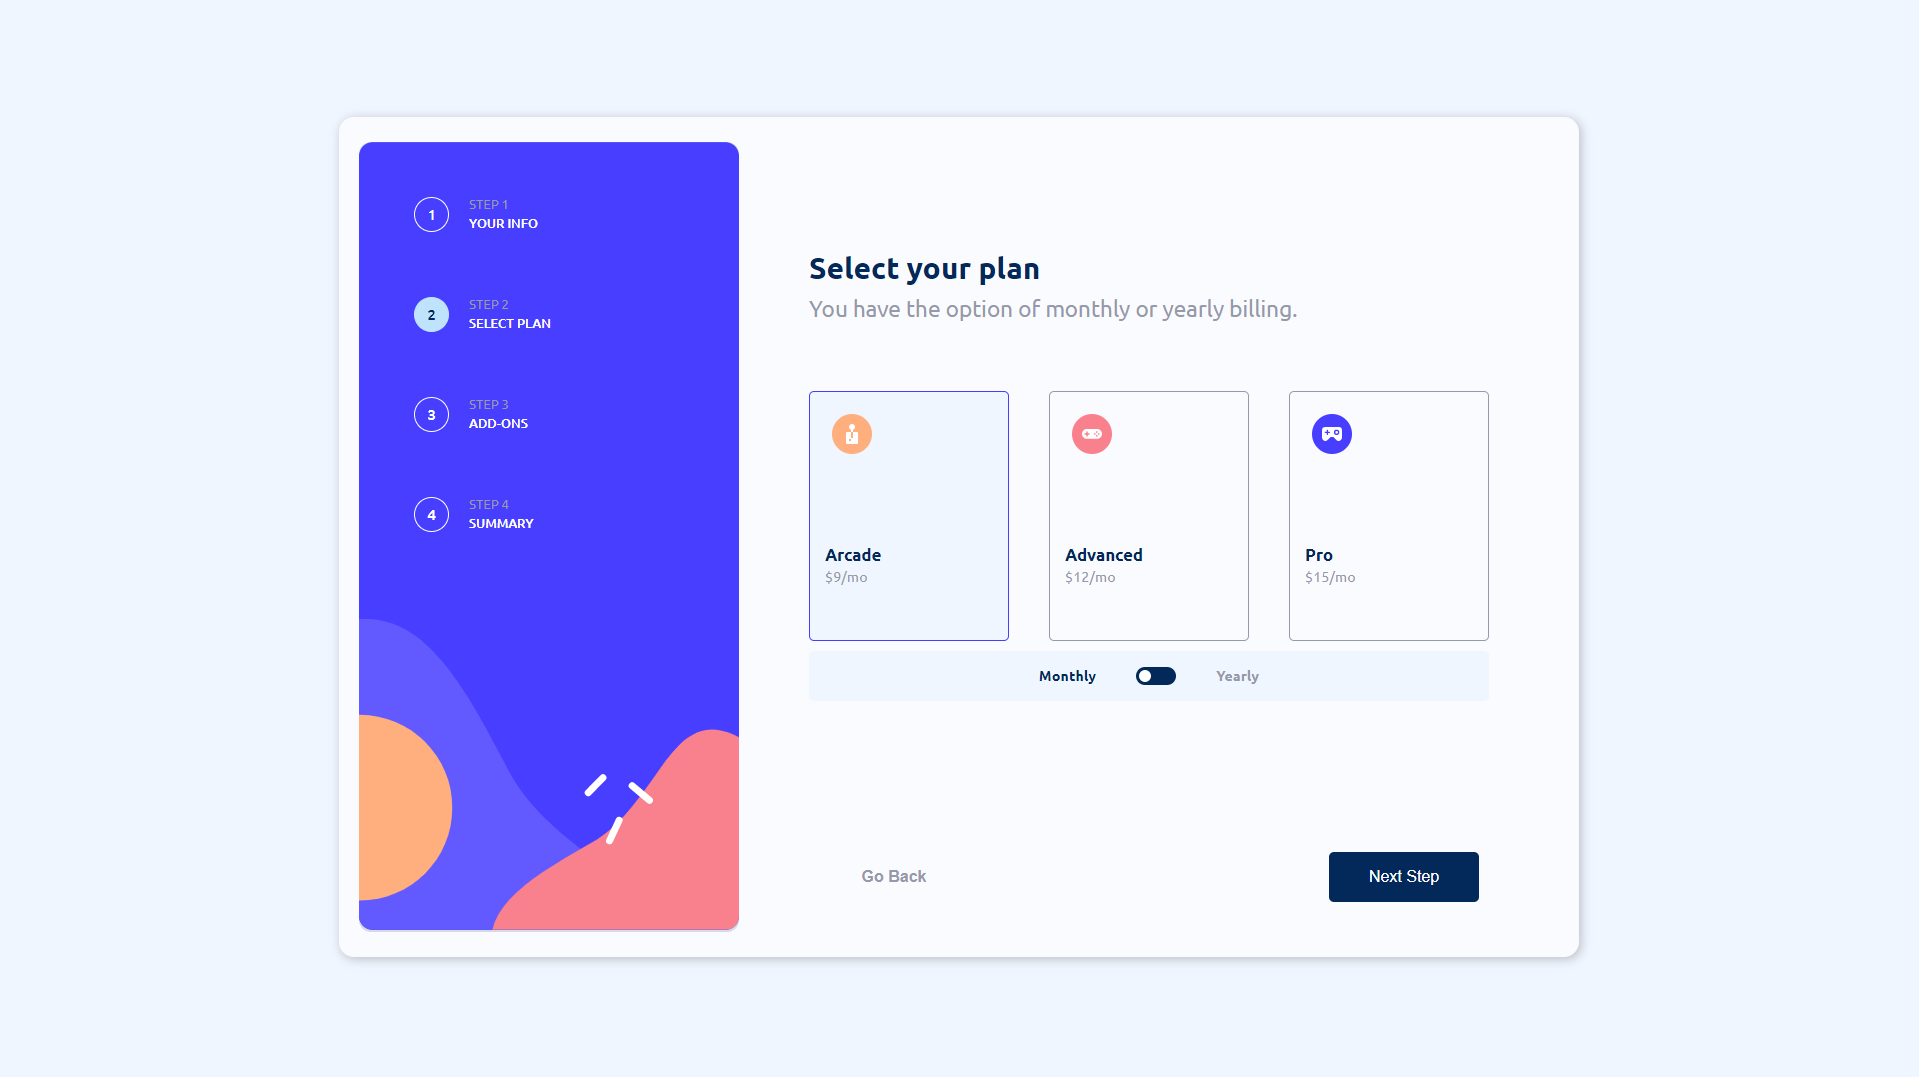 1
STEP 1
YOUR INFO
2
STEP 2
SELECT PLAN
3
STEP 3
ADD-ONS
4
STEP 4
SUMMARY
Select your plan
You have the option of monthly or yearly billing.
Arcade
$9/mo
Advanced
$12/mo
Pro
$15/mo
Monthly
Yearly
Go Back
Next Step